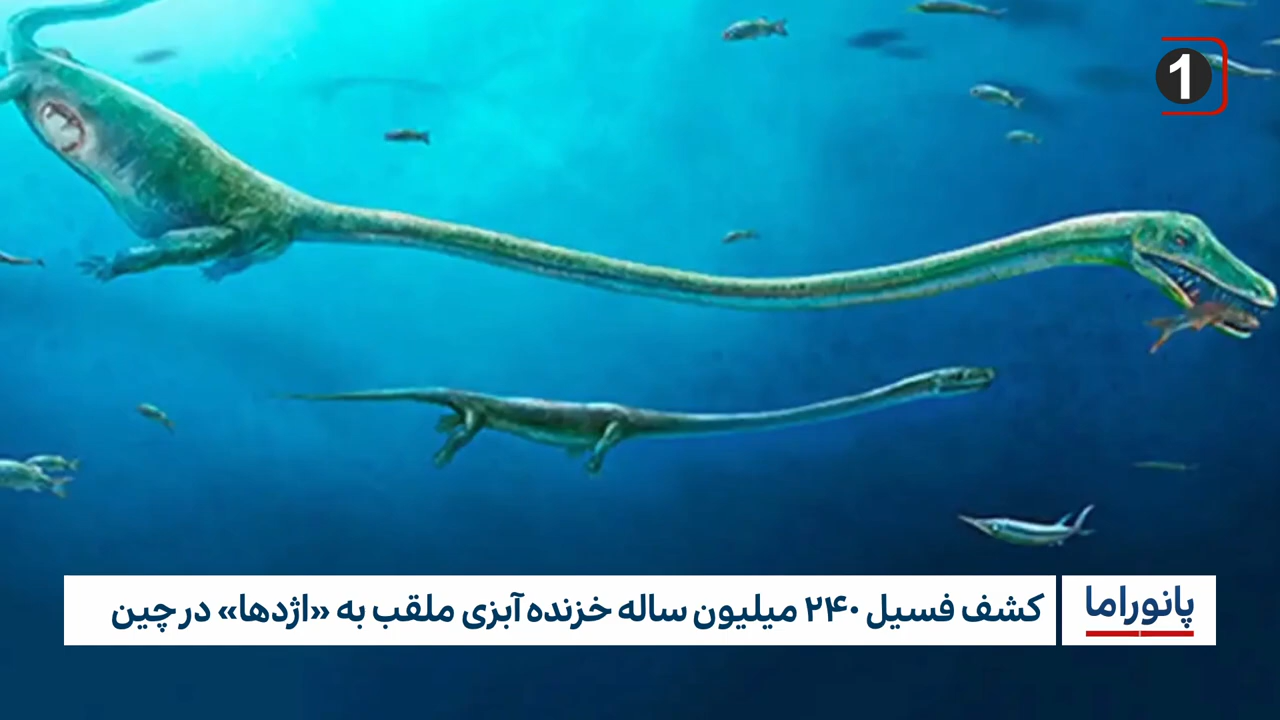 1
پانوراما
کشف فسیل ۲۴۰ میلیون ساله خزنده آبزی ملقب به «اژدها» در چین